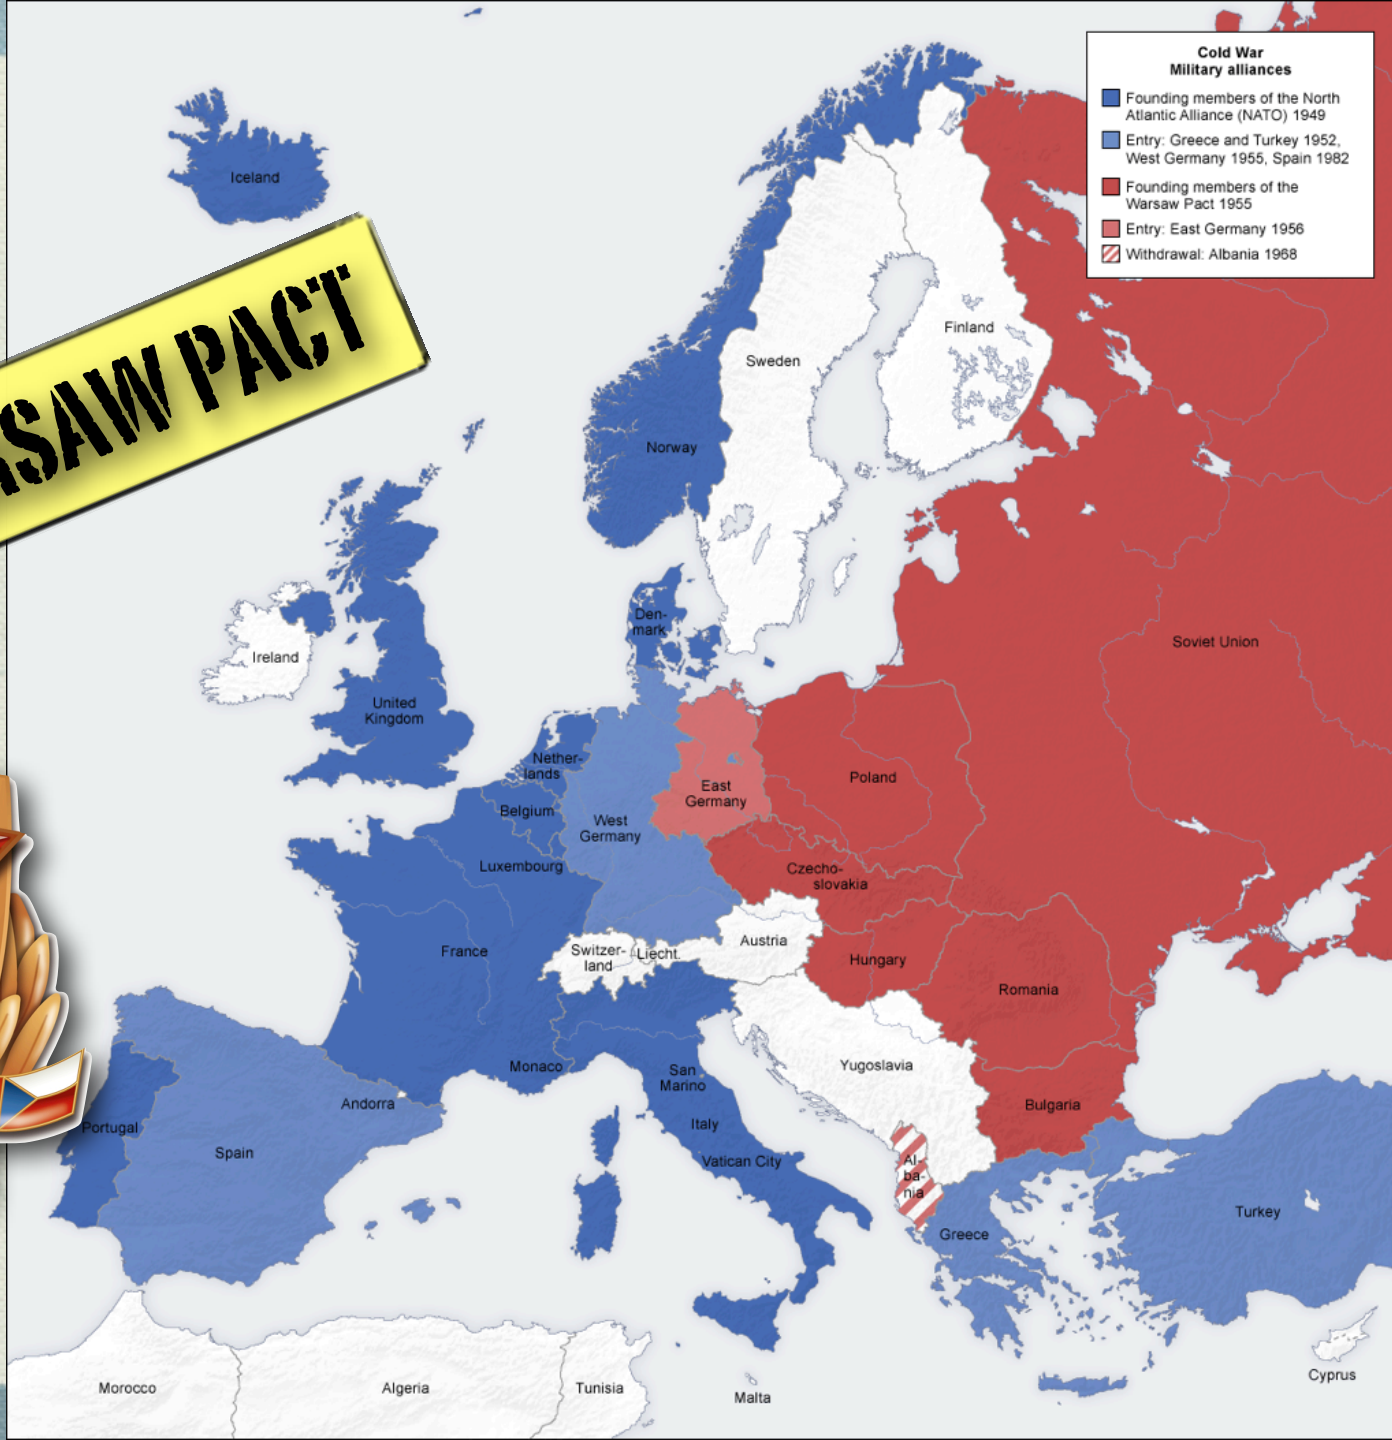 Cold War
Military alliances
Founding members of the North
Atlantic Alliance (NATO) 1949
Entry: Greece and Turkey 1952,
West Germany 1955, Spain 1982
Founding members of the
Warsaw Pact 1955
Entry: East Germany 1956
Withdrawal: Albania 1968
Iceland
SAW PACT
Finland
Sweden
Norway
Den-
mark
Soviet Union
Ireland
United
Kingdom
Nether-
lands
Belgium
West
Germany
East
Germany
Poland
Luxembourg
Czecho-
slovakia
France
Switzer-
land
Liecht.
Austria
Hungary
Romania
Monaco
San
Marino
Yugoslavia
Andorra
Bulgaria
Portugal
Spain
Italy
Vatican City
Al-
ba-
nia
Greece
Turkey
Morocco
Algeria
Tunisia
Malta
Cyprus